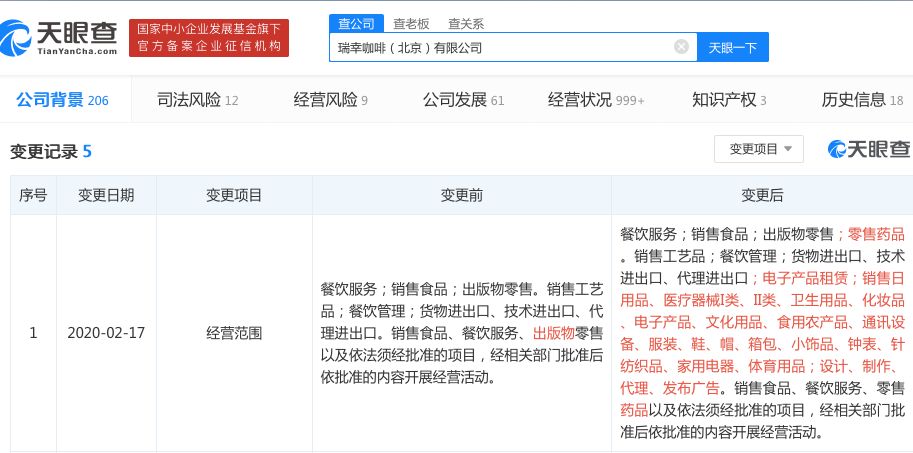 天眼查
TianYanCha.com
国家中小企业发展基金旗下
官方备案企业征信机构
查公司 查老板 查关系
瑞幸咖啡（北京）有限公司
天眼一下
公司背景 206 司法风险 12 经营风险 9 公司发展 61 经营状况 999+ 知识产权 3 历史信息 18
变更记录 5
变更项目
天眼查
序号 变更日期 变更项目 变更前 变更后
1 2020-02-17 经营范围
餐饮服务；销售食品；出版物零售。销售工艺
品；餐饮管理；货物进出口、技术进出口、代
理进出口。销售食品、餐饮服务、出版物零售
以及依法须经批准的项目，经相关部门批准后
依批准的内容开展经营活动。
餐饮服务；销售食品；出版物零售；零售药品
。销售工艺品；餐饮管理；货物进出口、技术
进出口、代理进出口；电子产品租赁；销售日
用品、医疗器械I类、II类、卫生用品、化妆品
、电子产品、文化用品、食用农产品、通讯设
备、服装、鞋、帽、箱包、小饰品、钟表、针
纺织品、家用电器、体育用品；设计、制作、
代理、发布广告。销售食品、餐饮服务、零售
药品以及依法须经批准的项目，经相关部门批
准后依批准的内容开展经营活动。